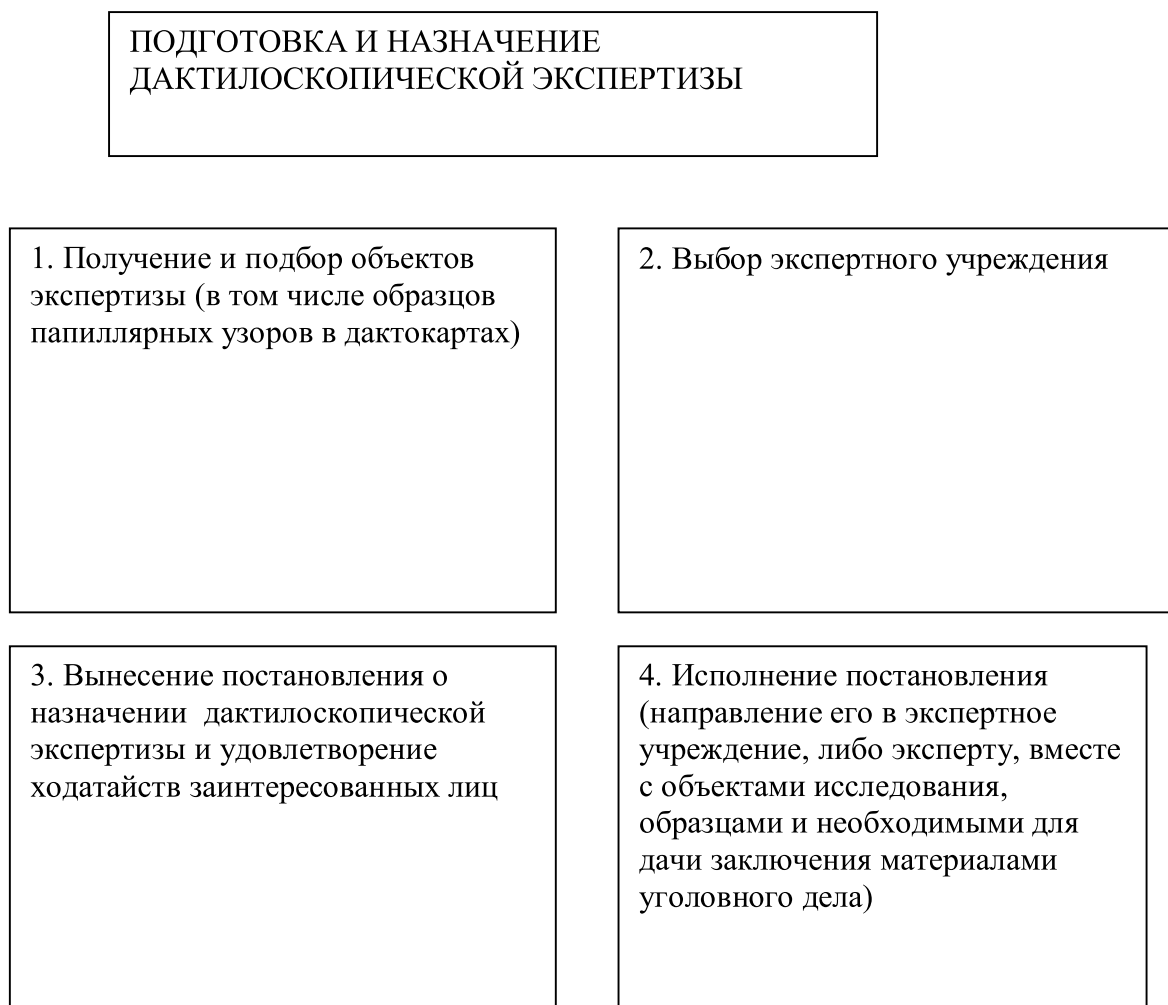 ПОДГОТОВКА И НАЗНАЧЕНИЕ
ДАКТИЛОСКОПИЧЕСКОЙ ЭКСПЕРТИЗЫ
1. Получение и подбор объектов
экспертизы (в том числе образцов
папиллярных узоров в дактокартах)
2. Выбор экспертного учреждения
3. Вынесение постановления о
назначении  дактилоскопической
экспертизы и удовлетворение
ходатайств заинтересованных лиц
4. Исполнение постановления
(направление его в экспертное
учреждение, либо эксперту, вместе
с объектами исследования,
образцами и необходимыми для
дачи заключения материалами
уголовного дела)